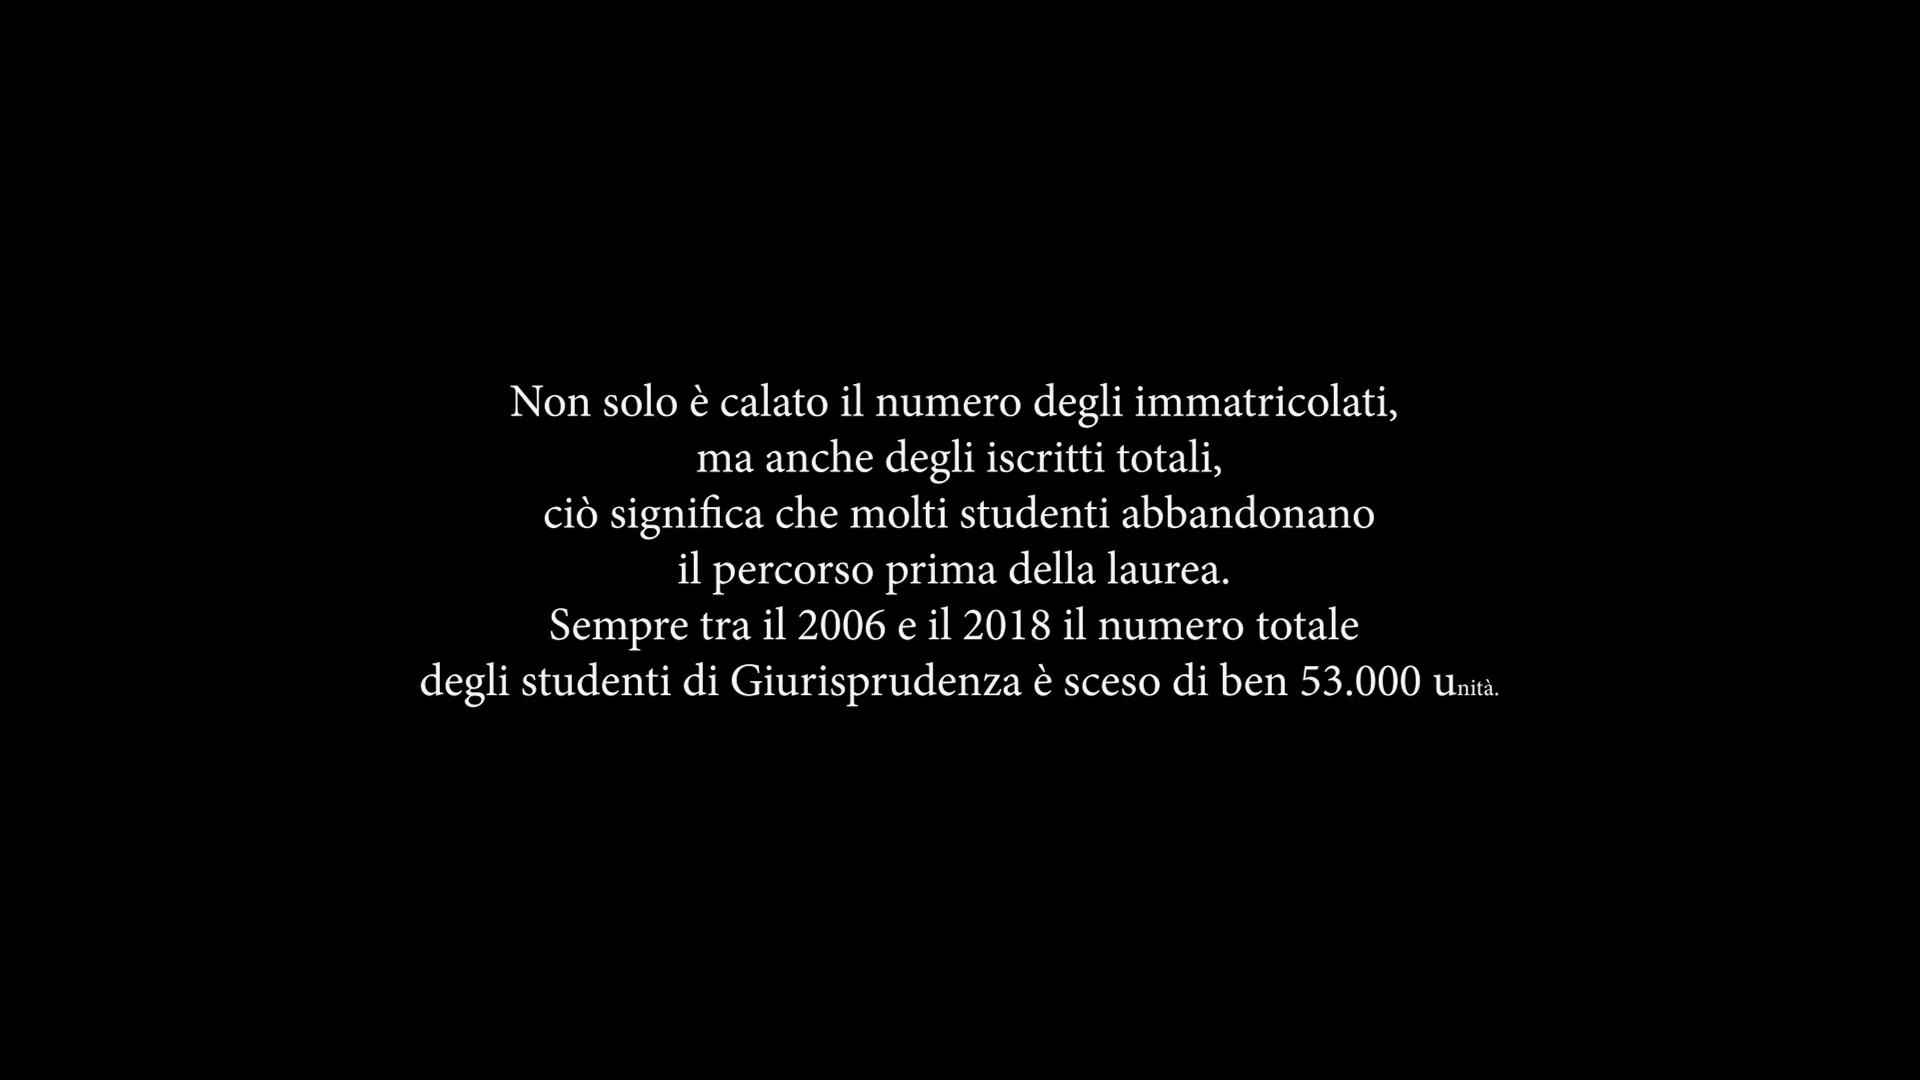 Non solo è calato il numero degli immatricolati,
ma anche degli iscritti totali,
ciò significa che molti studenti abbandonano
il percorso prima della laurea.
Sempre tra il 2006 e il 2018 il numero totale
degli studenti di Giurisprudenza è sceso di ben 53.000 unità.